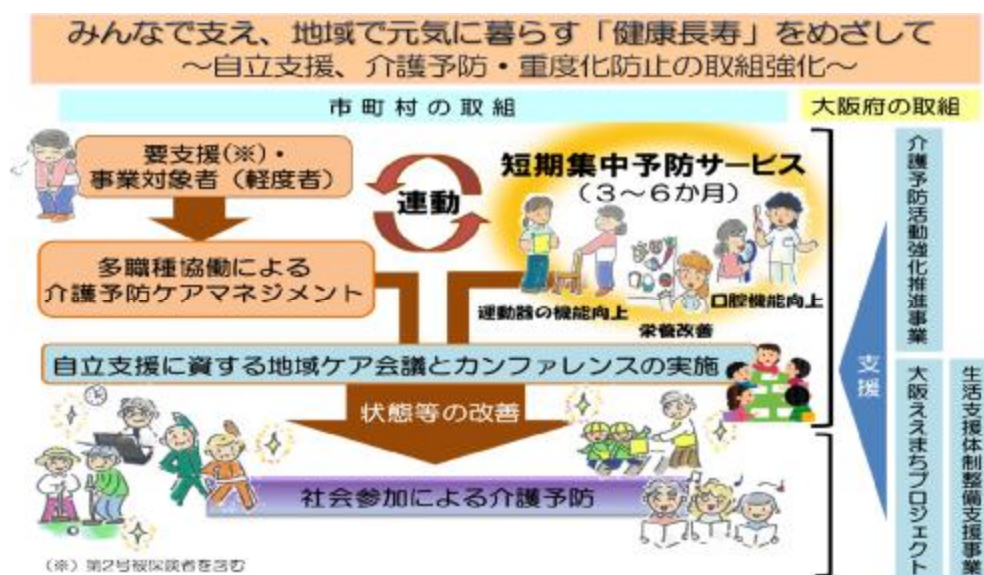 みんなで支え、地域で元気に暮らす「健康長寿」をめざして
～自立支援、介護予防・重度化防止の取組強化～
市町村の取組
大阪府の取組
要支援(※)・
事業対象者（軽度者）
連動
短期集中予防サービス
（３～６か月）
多職種協働による
介護予防ケアマネジメント
運動器の機能向上
栄養改善
口腔機能向上
自立支援に資する地域ケア会議とカンファレンスの実施
状態等の改善
社会参加による介護予防
支援
介護予防活動強化推進事業
大阪ええまちプロジェクト
生活支援体制整備支援事業
（※）第2号被保険者を含む